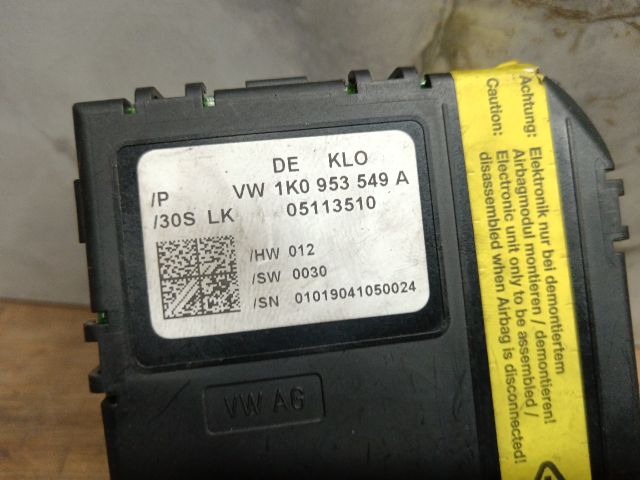 DE KLO
/P VW 1K0 953 549 A
/30S LK 05113510
/HW 012
/SW 0030
/SN 01019041050024
VW AG
Achtung: Elektronik nur bei demontiertem
Airbagmodul montieren / demontieren!
Caution: Electronic unit only to be assembled /
disassembled when Airbag is disconnected!